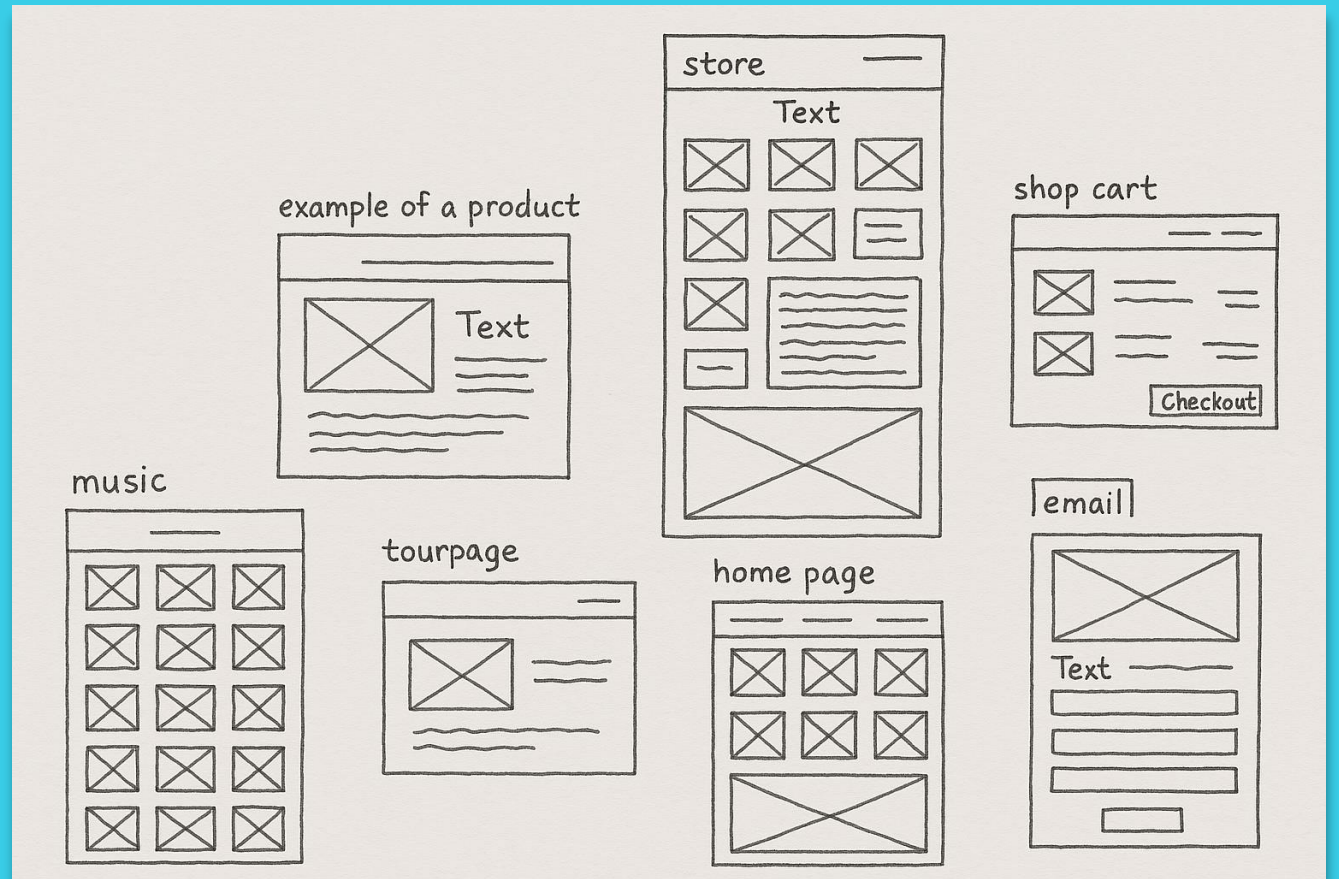 store
Text
example of a product
Text
shop cart
Checkout
music
tourpage
home page
email
Text